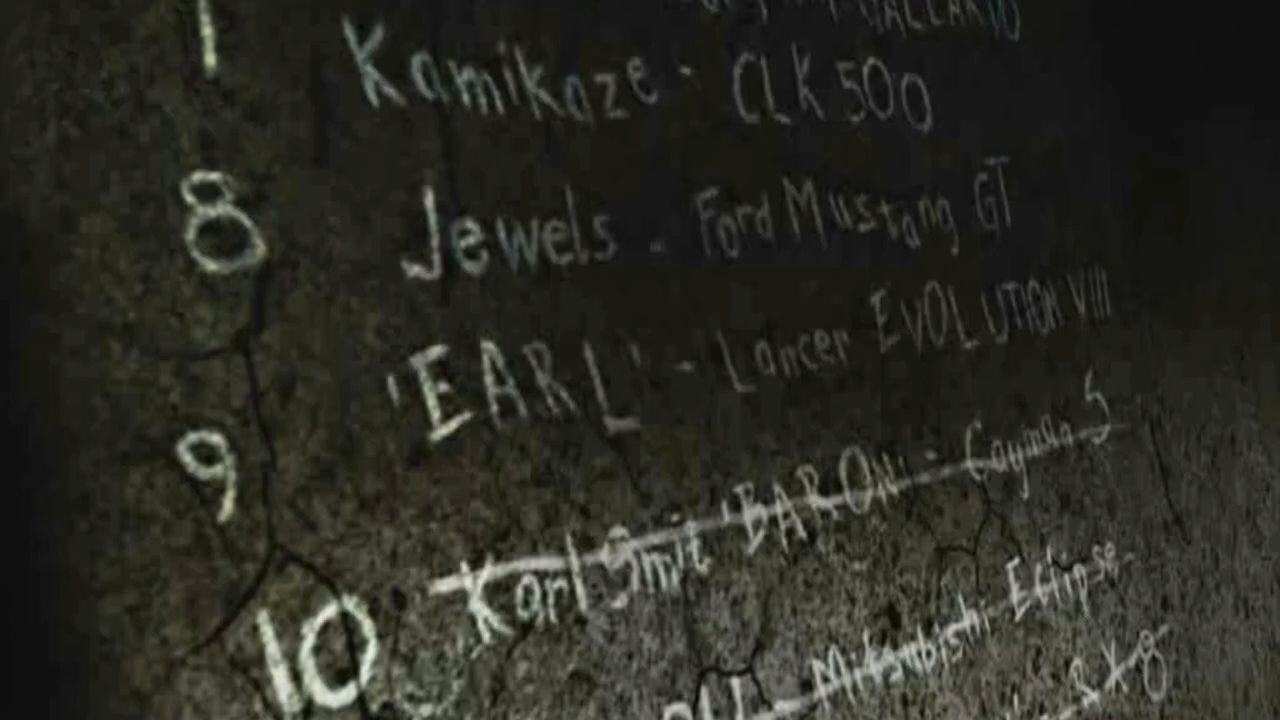 Kamikaze - CLK 500
8 Jewels - Ford Mustang GT
9 'EARL' - Lancer EVOLUTION VIII
10 Karl Smit 'BARON' - Cayman S
- Mitsubishi Eclipse